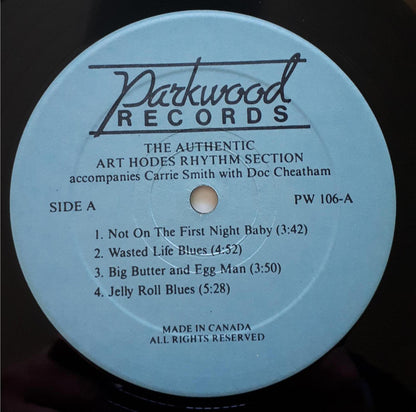 Parkwood
RECORDS
THE AUTHENTIC
ART HODES RHYTHM SECTION
accompanies Carrie Smith with Doc Cheatham
SIDE A PW 106-A
1. Not On The First Night Baby (3:42)
2. Wasted Life Blues (4:52)
3. Big Butter and Egg Man (3:50)
4. Jelly Roll Blues (5:28)
MADE IN CANADA
ALL RIGHTS RESERVED